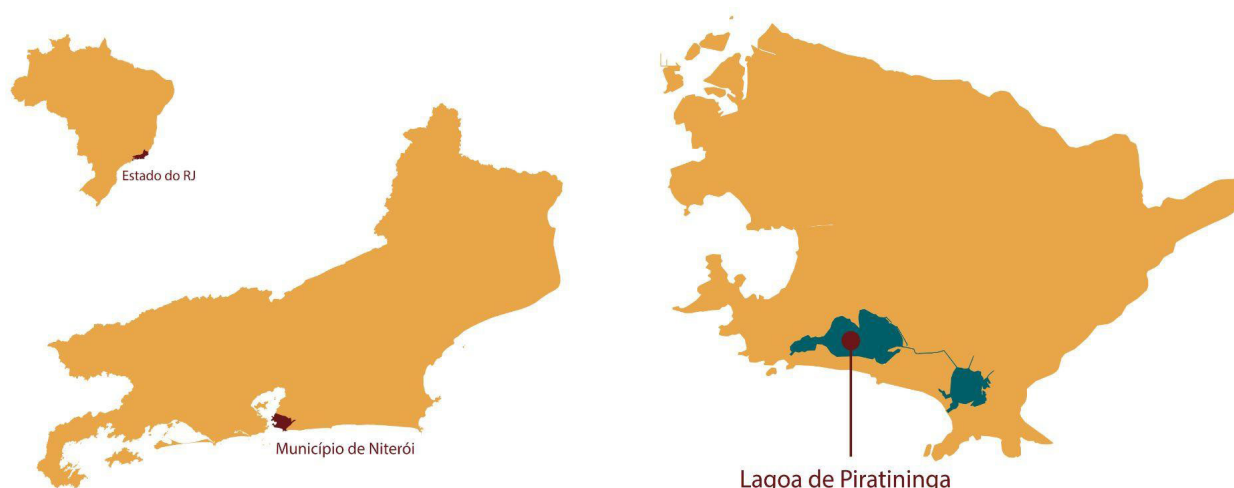 Estado do RJ
Município de Niterói
Lagoa de Piratininga